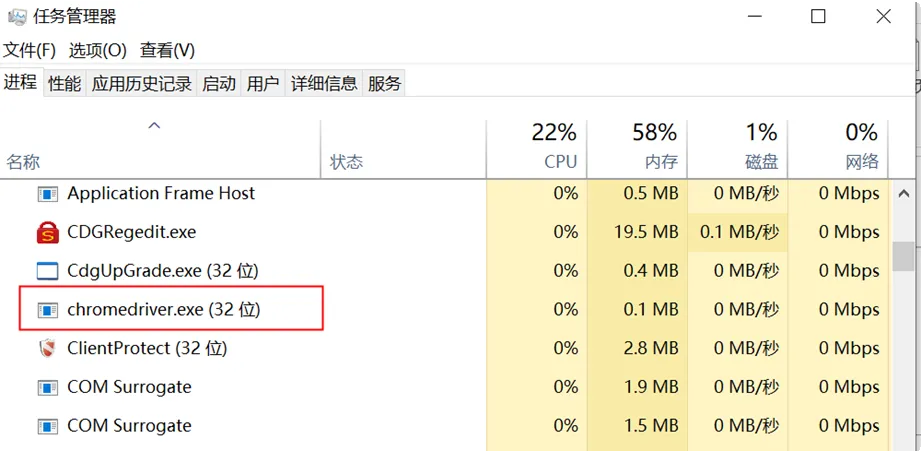 任务管理器
文件(F) 选项(O) 查看(V)
进程 性能 应用历史记录 启动 用户 详细信息 服务
22% 58% 1% 0%
名称 状态 CPU 内存 磁盘 网络
Application Frame Host 0% 0.5 MB 0 MB/秒 0 Mbps
CDGRegedit.exe 0% 19.5 MB 0.1 MB/秒 0 Mbps
CdgUpGrade.exe (32 位) 0% 0.4 MB 0 MB/秒 0 Mbps
chromedriver.exe (32 位) 0% 0.1 MB 0 MB/秒 0 Mbps
ClientProtect (32 位) 0% 2.8 MB 0 MB/秒 0 Mbps
COM Surrogate 0% 1.9 MB 0 MB/秒 0 Mbps
COM Surrogate 0% 1.5 MB 0 MB/秒 0 Mbps